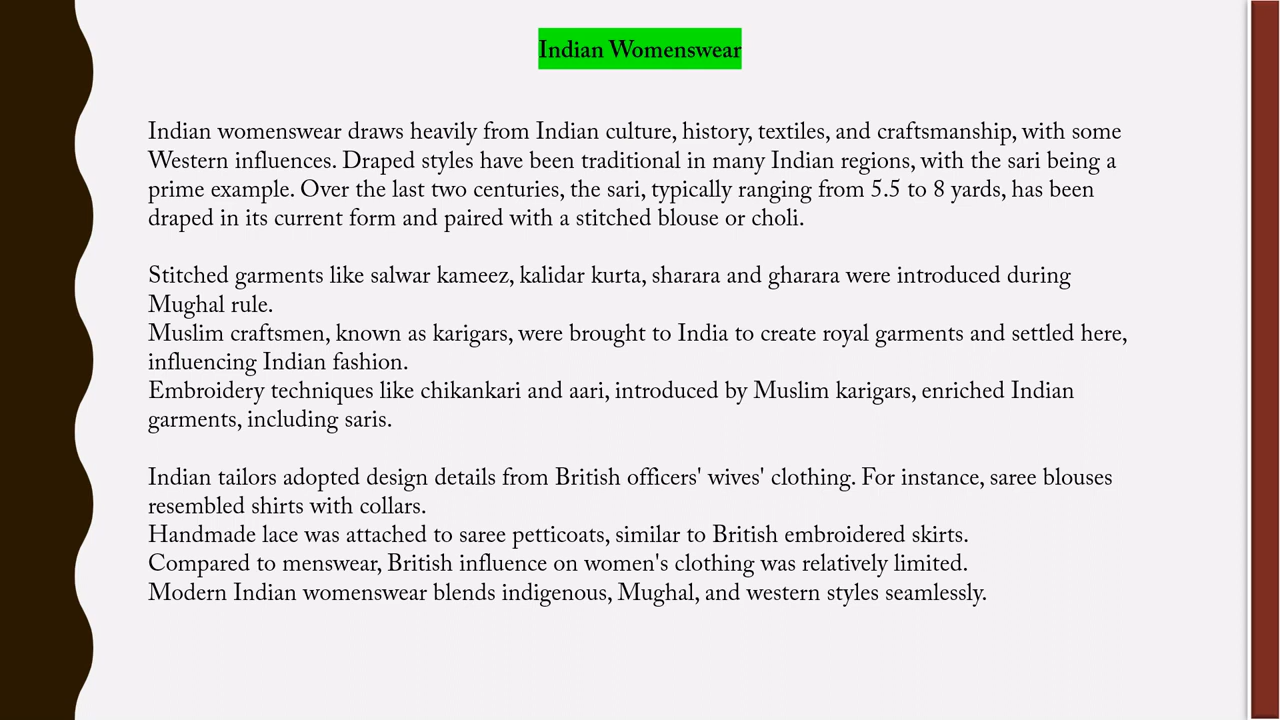 Indian Womenswear
Indian womenswear draws heavily from Indian culture, history, textiles, and craftsmanship, with some
Western influences. Draped styles have been traditional in many Indian regions, with the sari being a
prime example. Over the last two centuries, the sari, typically ranging from 5.5 to 8 yards, has been
draped in its current form and paired with a stitched blouse or choli.
Stitched garments like salwar kameez, kalidar kurta, sharara and gharara were introduced during
Mughal rule.
Muslim craftsmen, known as karigars, were brought to India to create royal garments and settled here,
influencing Indian fashion.
Embroidery techniques like chikankari and aari, introduced by Muslim karigars, enriched Indian
garments, including saris.
Indian tailors adopted design details from British officers' wives' clothing. For instance, saree blouses
resembled shirts with collars.
Handmade lace was attached to saree petticoats, similar to British embroidered skirts.
Compared to menswear, British influence on women's clothing was relatively limited.
Modern Indian womenswear blends indigenous, Mughal, and western styles seamlessly.